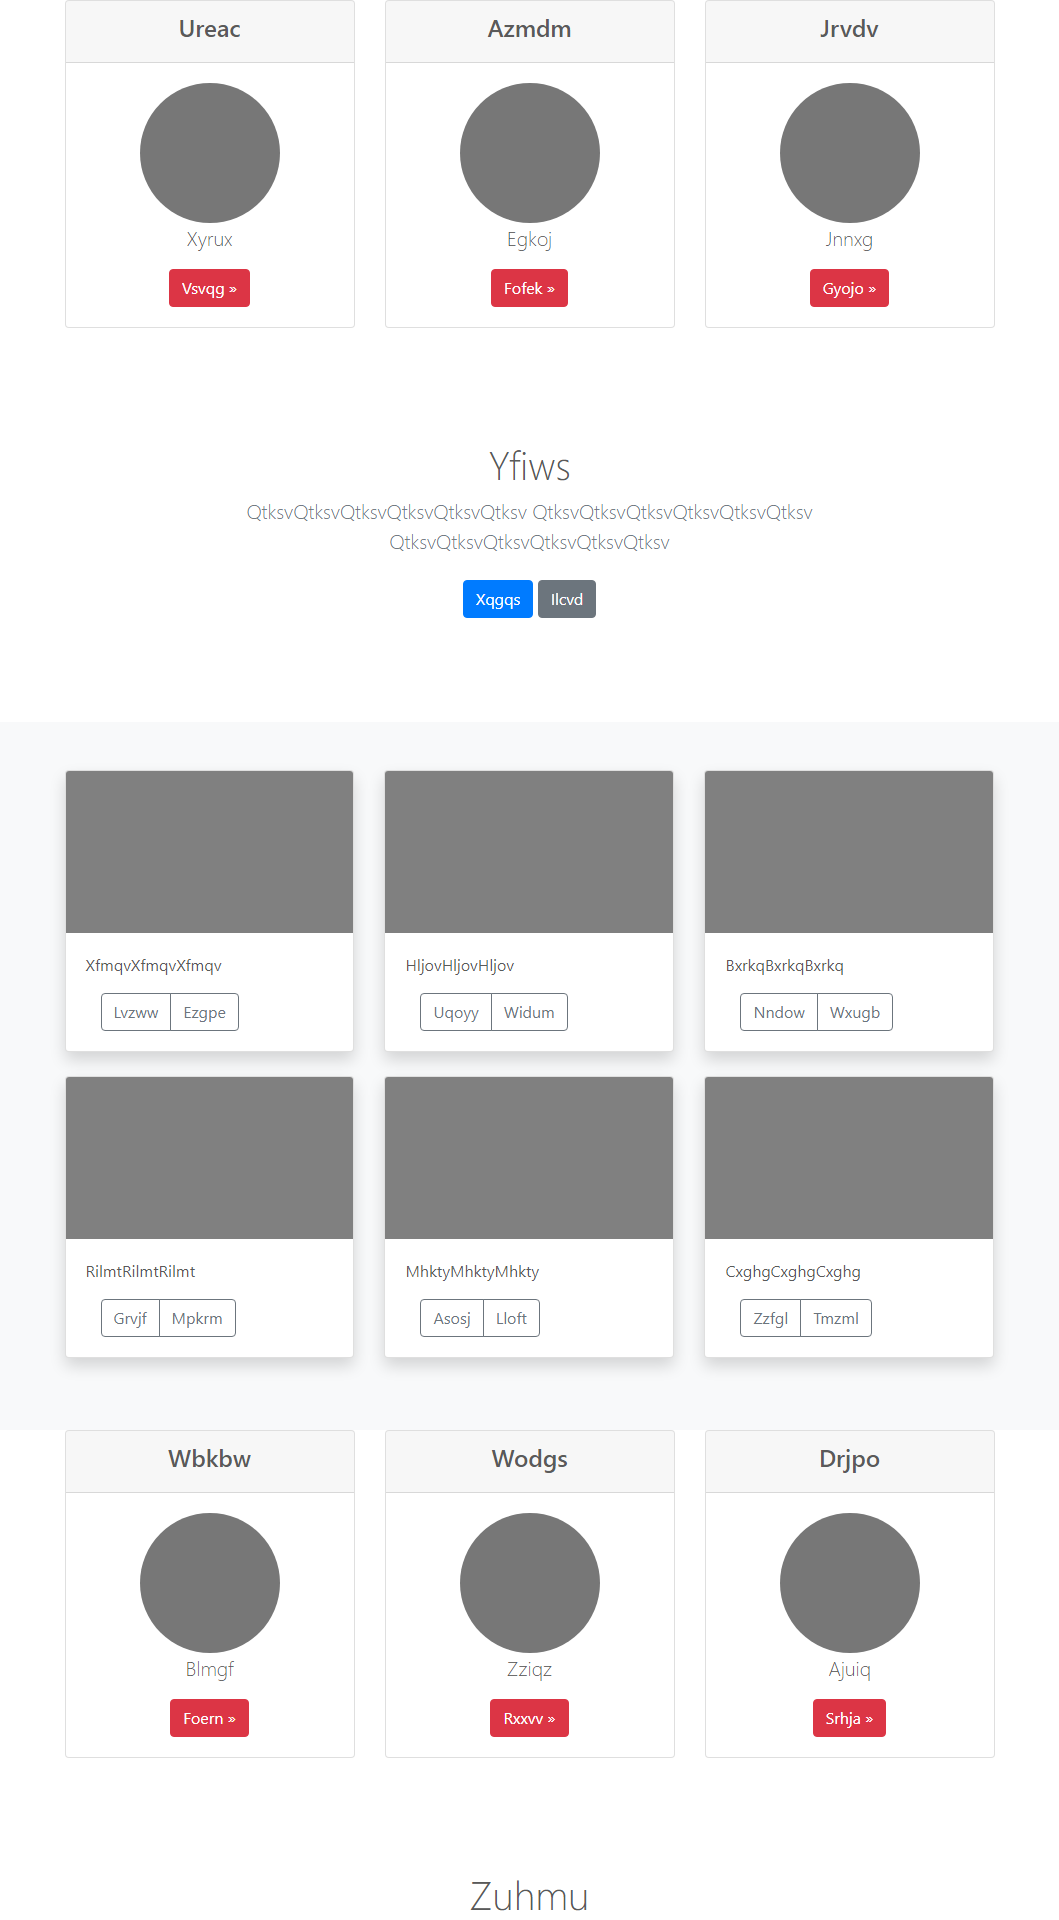 Ureac
Azmdm
Jrvdv
Xyrux
Egkoj
Jnnxg
Vsvqg »
Fofek »
Gyojo »
Yfiws
QtksvQtksvQtksvQtksvQtksvQtksv QtksvQtksvQtksvQtksvQtksvQtksv
QtksvQtksvQtksvQtksvQtksvQtksv
Xqgqs
Ilcvd
XfmqvXfmqvXfmqv
HljovHljovHljov
BxrkqBxrkqBxrkq
Lvzww
Ezgpe
Uqoyy
Widum
Nndow
Wxugb
RilmtRilmtRilmt
MhktyMhktyMhkty
CxghgCxghgCxghg
Grvjf
Mpkrm
Asosj
Lloft
Zzfgl
Tmzml
Wbkbw
Wodgs
Drjpo
Blmgf
Zziqz
Ajuiq
Foern »
Rxxvv »
Srhja »
Zuhmu